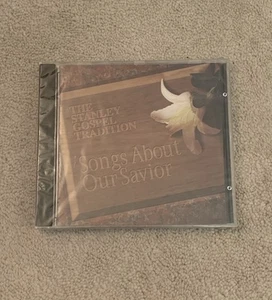 THE
STANLEY
GOSPEL
TRADITION
Songs About
Our Savior